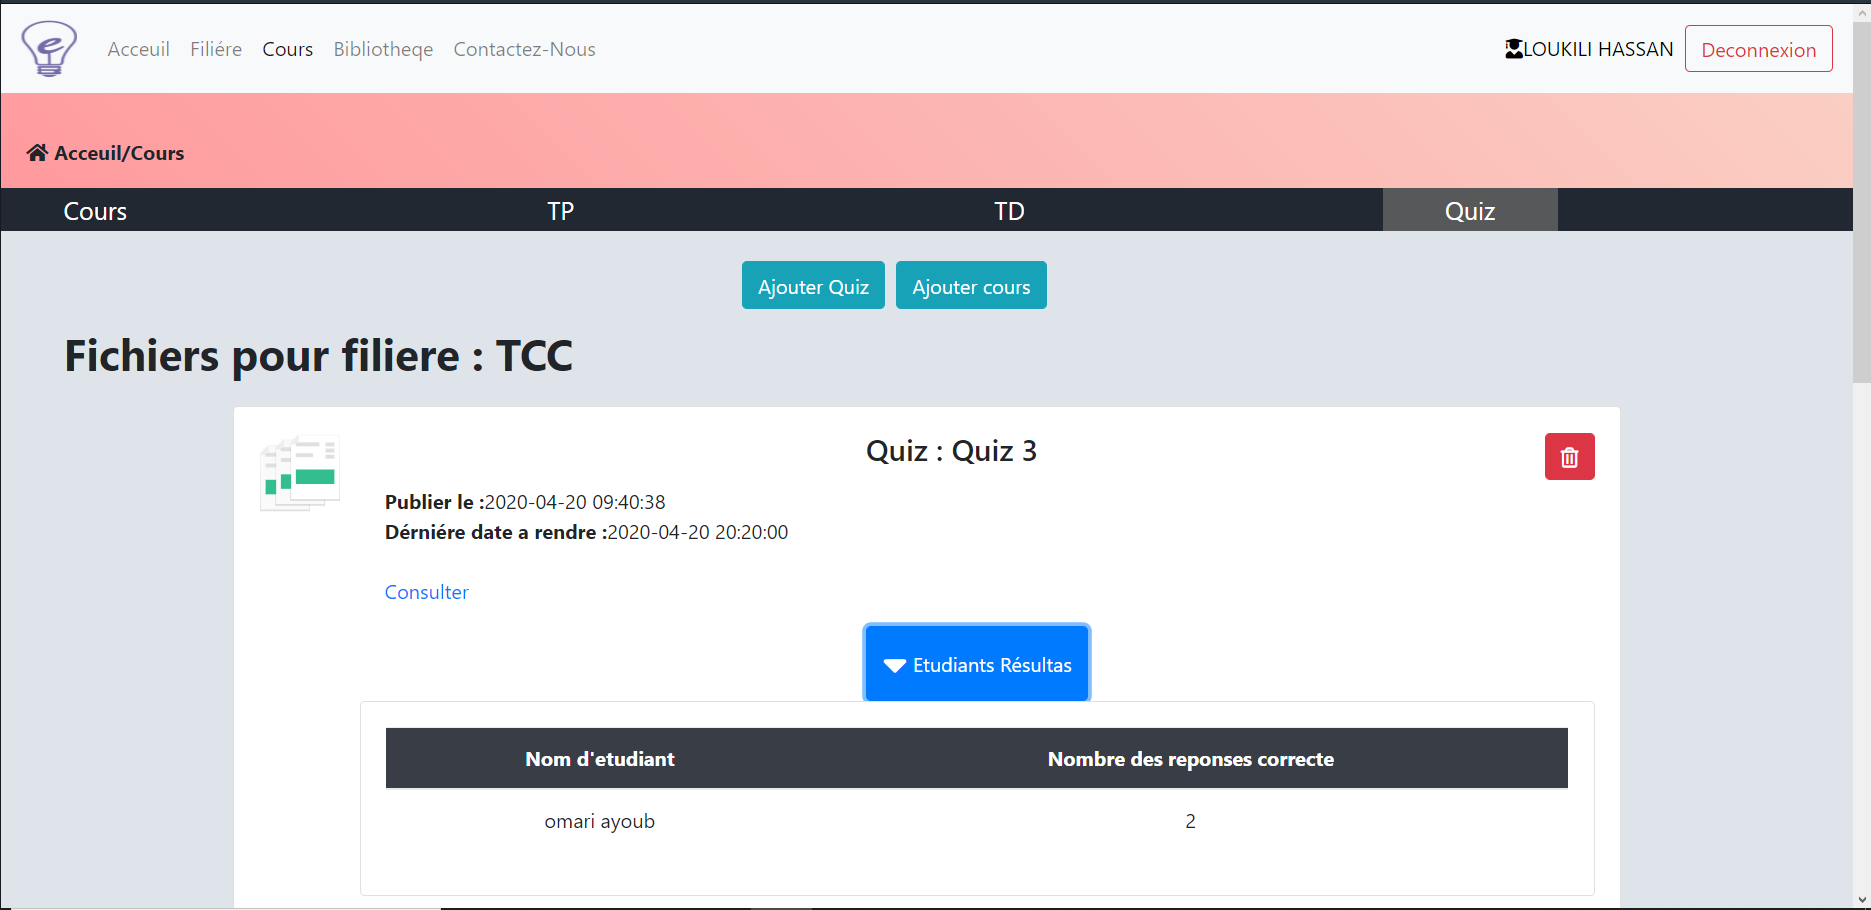 Acceuil Filiére Cours Bibliotheqe Contactez-Nous LOUKILI HASSAN Deconnexion
Acceuil/Cours
Cours TP TD Quiz
Ajouter Quiz Ajouter cours
Fichiers pour filiere : TCC
Quiz : Quiz 3
Publier le :2020-04-20 09:40:38
Dérniére date a rendre :2020-04-20 20:20:00
Consulter
Etudiants Résultas
Nom d'etudiant Nombre des reponses correcte
omari ayoub 2